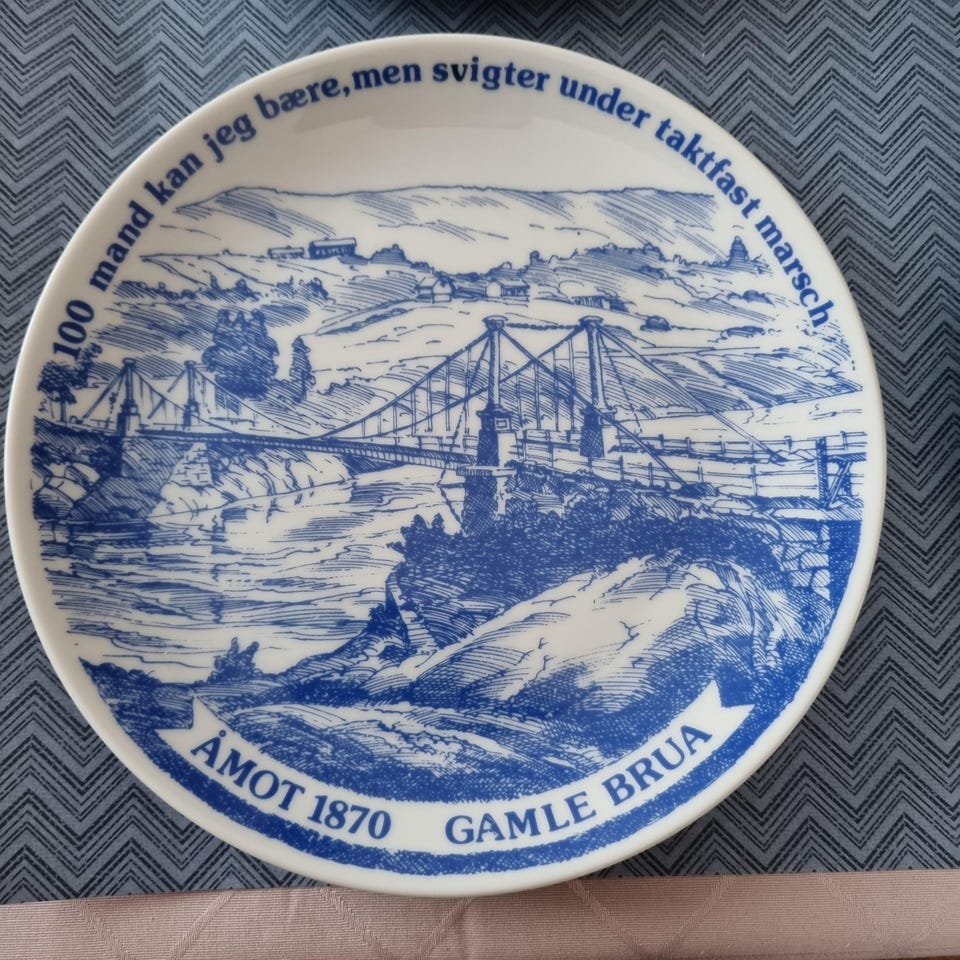 100 mand kan jeg bære, men svigter under taktfast marsch
ÅMOT 1870 GAMLE BRUA